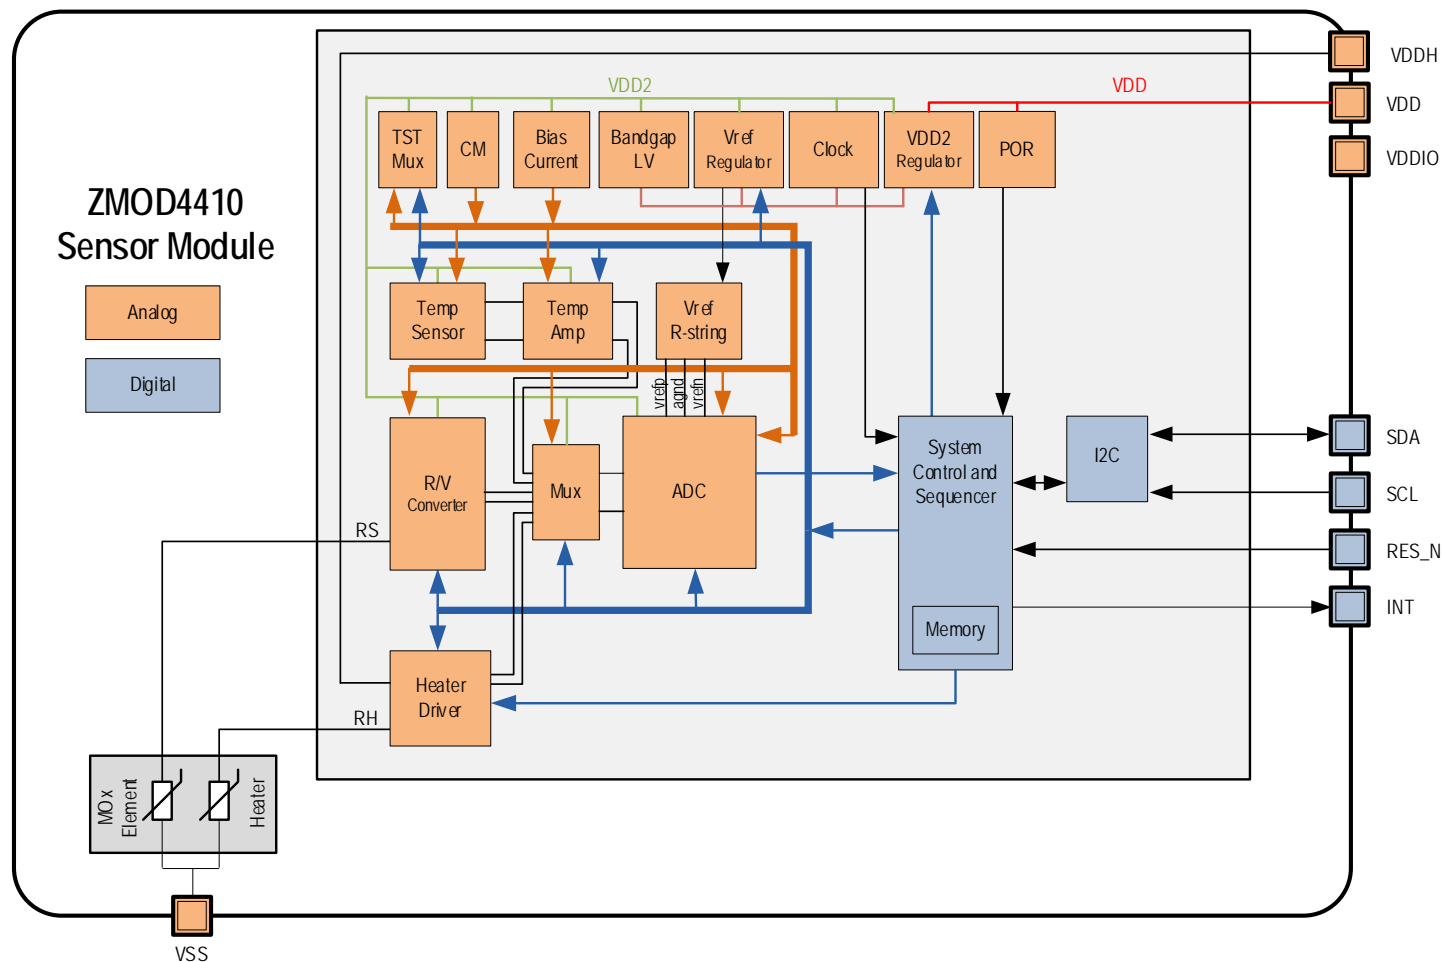 VDDH
VDD2
VDD
VDD
TST
Mux
CM
Bias
Current
Bandgap
LV
Vref
Regulator
Clock
VDD2
Regulator
POR
VDDIO
ZMOD4410
Sensor Module
Analog
Digital
Temp
Sensor
Temp
Amp
Vref
R-string
vrefp
agnd
vrefn
R/V
Converter
Mux
ADC
System
Control and
Sequencer
Memory
I2C
SDA
SCL
RES_N
INT
RS
Heater
Driver
RH
MOx
Element
Heater
VSS